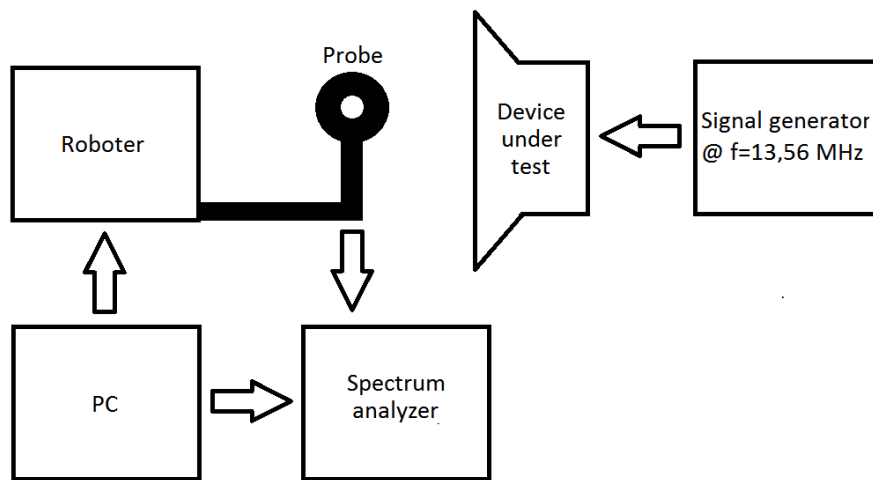 Probe
Roboter
Device
under
test
Signal generator
@ f=13,56 MHz
PC
Spectrum
analyzer